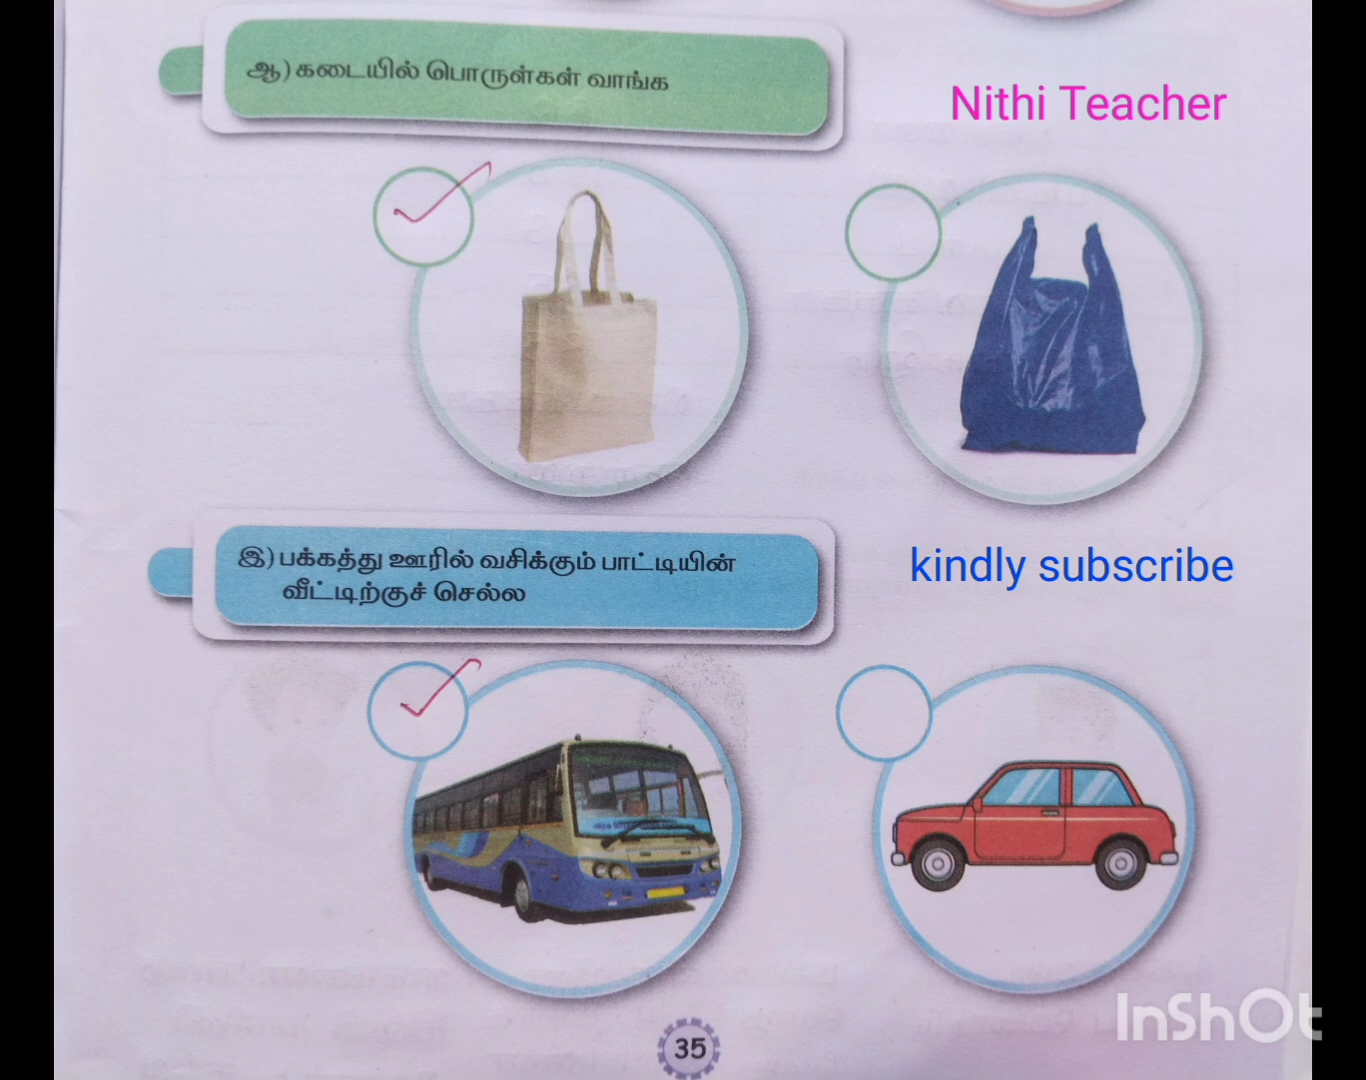 ஆ) கடையில் பொருள்கள் வாங்க
Nithi Teacher
இ) பக்கத்து ஊரில் வசிக்கும் பாட்டியின்
வீட்டிற்குச் செல்ல
kindly subscribe
35
InShOt